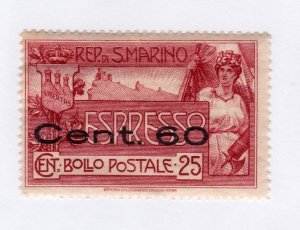 REP. DI S. MARINO
LIBERTAS
ESPRESSO
Cent. 60
CENT. BOLLO POSTALE 25